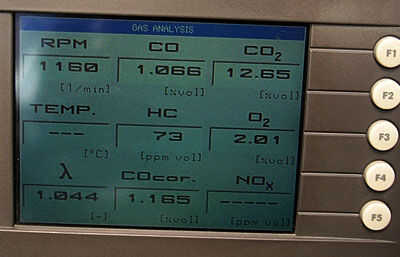 GAS ANALYSIS
RPM CO CO2
1160 1.066 12.65
[1/min] [%vol] [%vol]
TEMP. HC O2
--- 73 2.01
[°C] [ppm vol] [%vol]
λ COcor. NOx
1.044 1.165 -----
[-] [%vol] [ppm vol]
F1
F2
F3
F4
F5